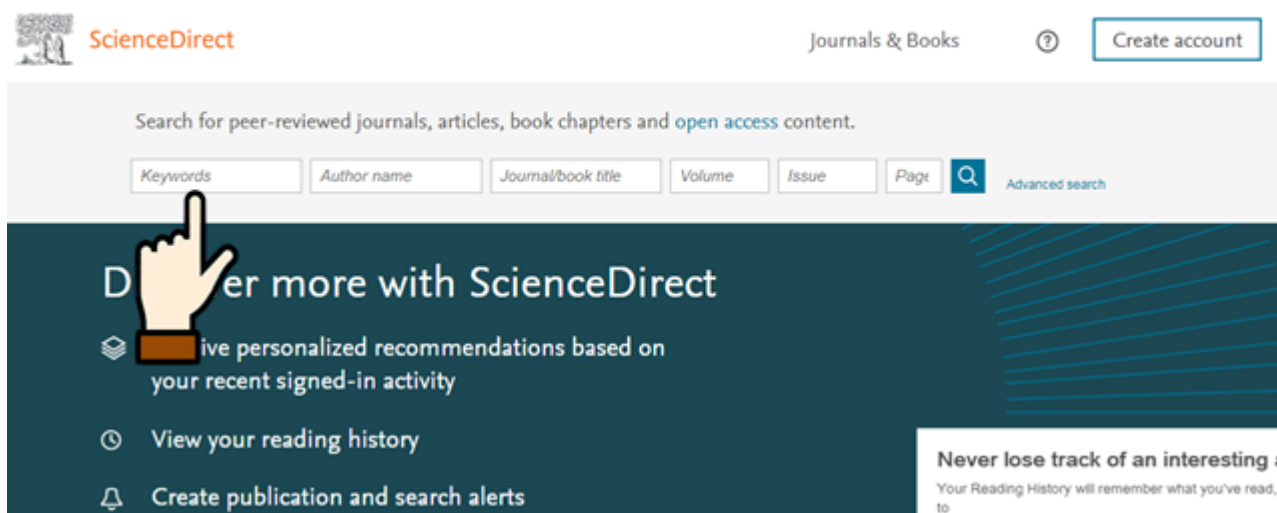 ScienceDirect
Journals & Books
?
Create account
Search for peer-reviewed journals, articles, book chapters and open access content.
Keywords
Author name
Journal/book title
Volume
Issue
Page
Advanced search
more with ScienceDirect
personalized recommendations based on
your recent signed-in activity
View your reading history
Create publication and search alerts
Never lose track of an interesting
Your Reading History will remember what you've read,
to